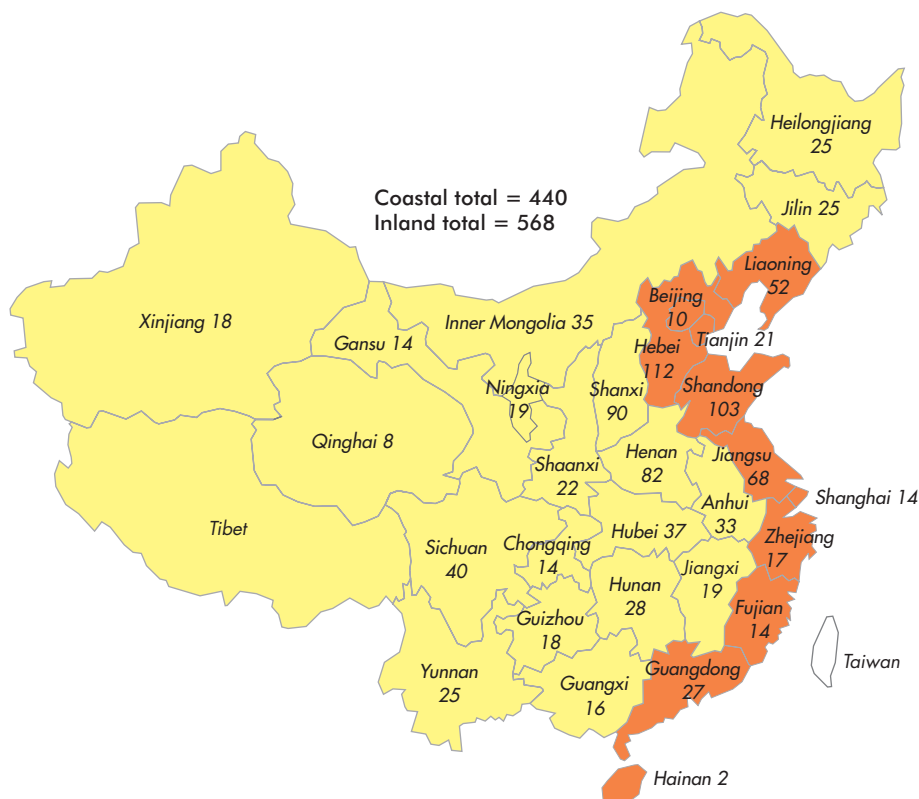 Heilongjiang
25
Coastal total = 440
Inland total = 568
Jilin 25
Liaoning
52
Beijing
10
Xinjiang 18
Inner Mongolia 35
Gansu 14
Tianjin 21
Hebei
112
Ningxia
19
Shanxi
90
Shandong
103
Qinghai 8
Henan
82
Jiangsu
68
Shaanxi
22
Shanghai 14
Anhui
33
Tibet
Hubei 37
Zhejiang
17
Sichuan
40
Chongqing
14
Jiangxi
19
Hunan
28
Fujian
14
Guizhou
18
Taiwan
Yunnan
25
Guangxi
16
Guangdong
27
Hainan 2